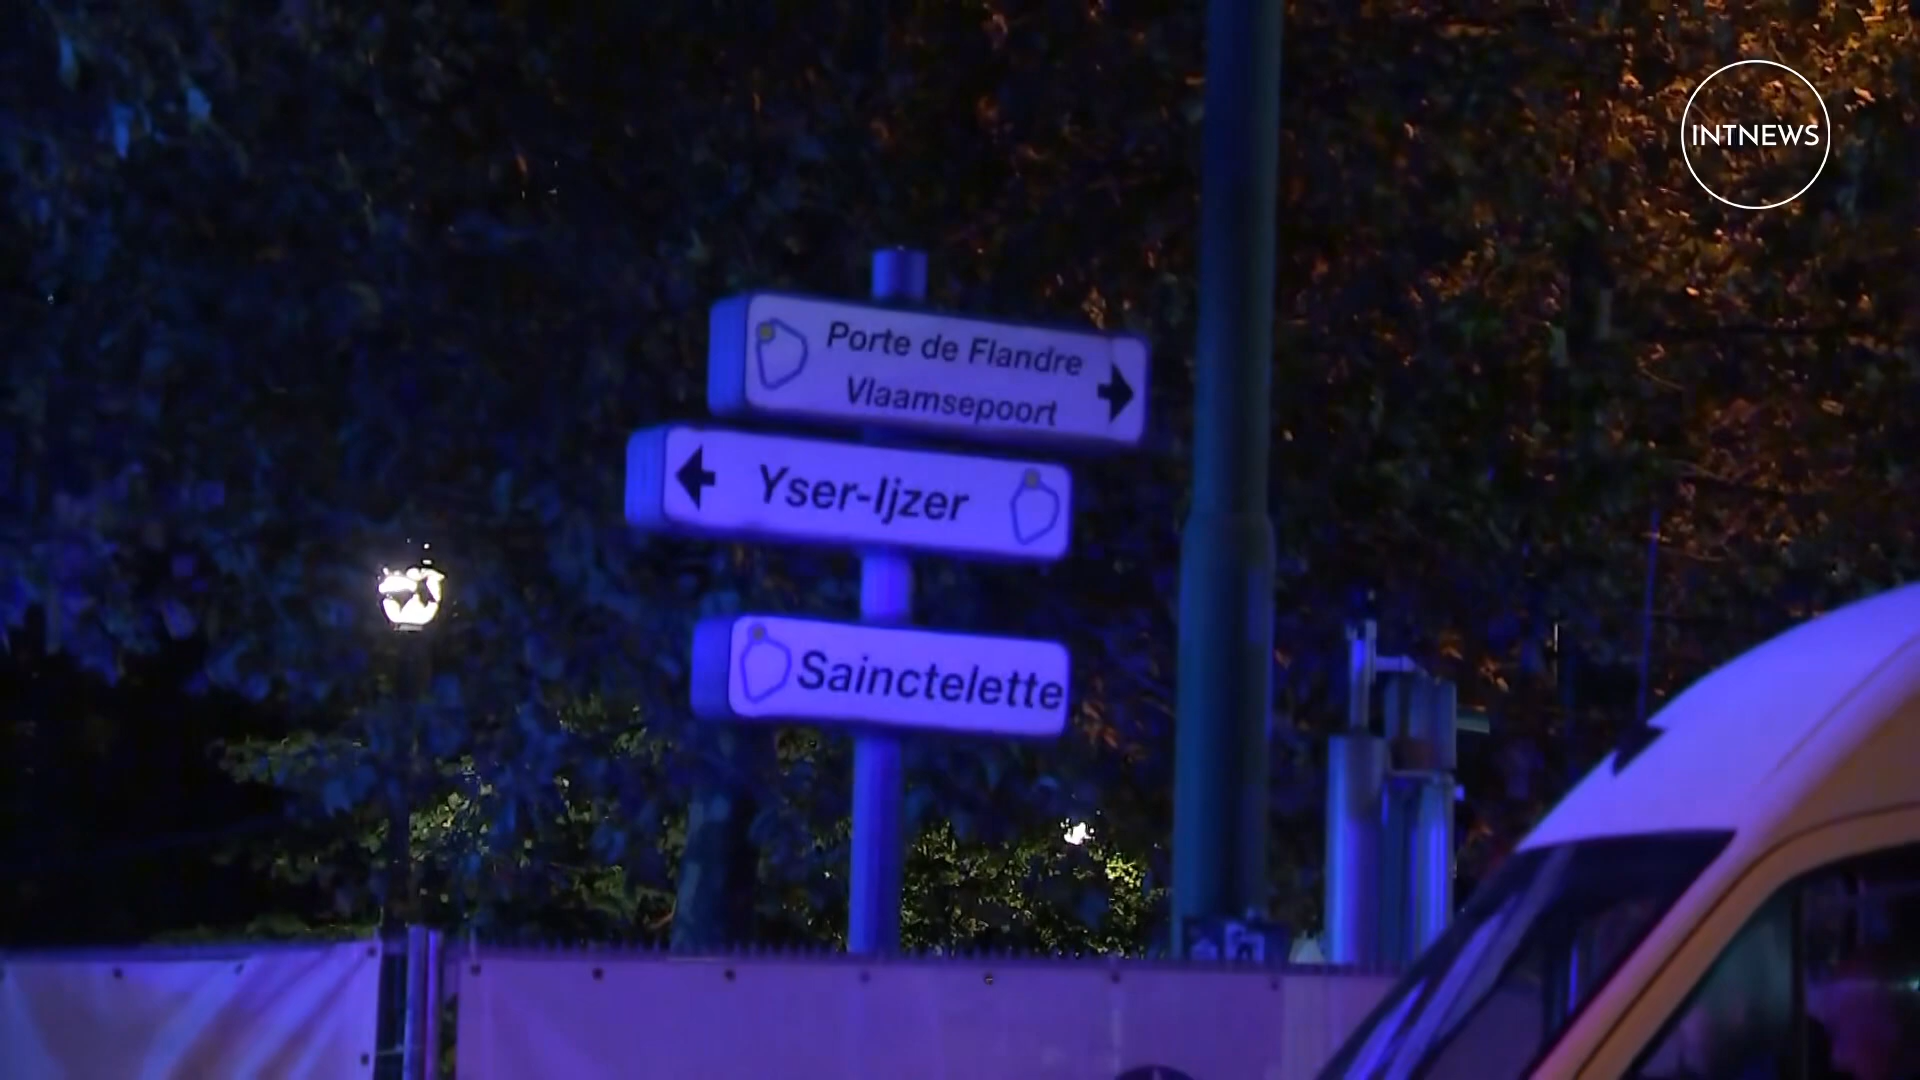 INTNEWS
Porte de Flandre
Vlaamsepoort
Yser-Ijzer
Sainctelette